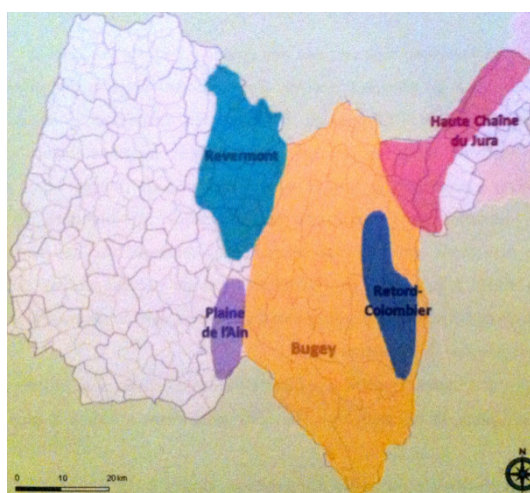 Haute Chaîne
du Jura
Revermont
Retord-
Colombier
Plaine
de l'Ain
Bugey
N
0 10 20 km